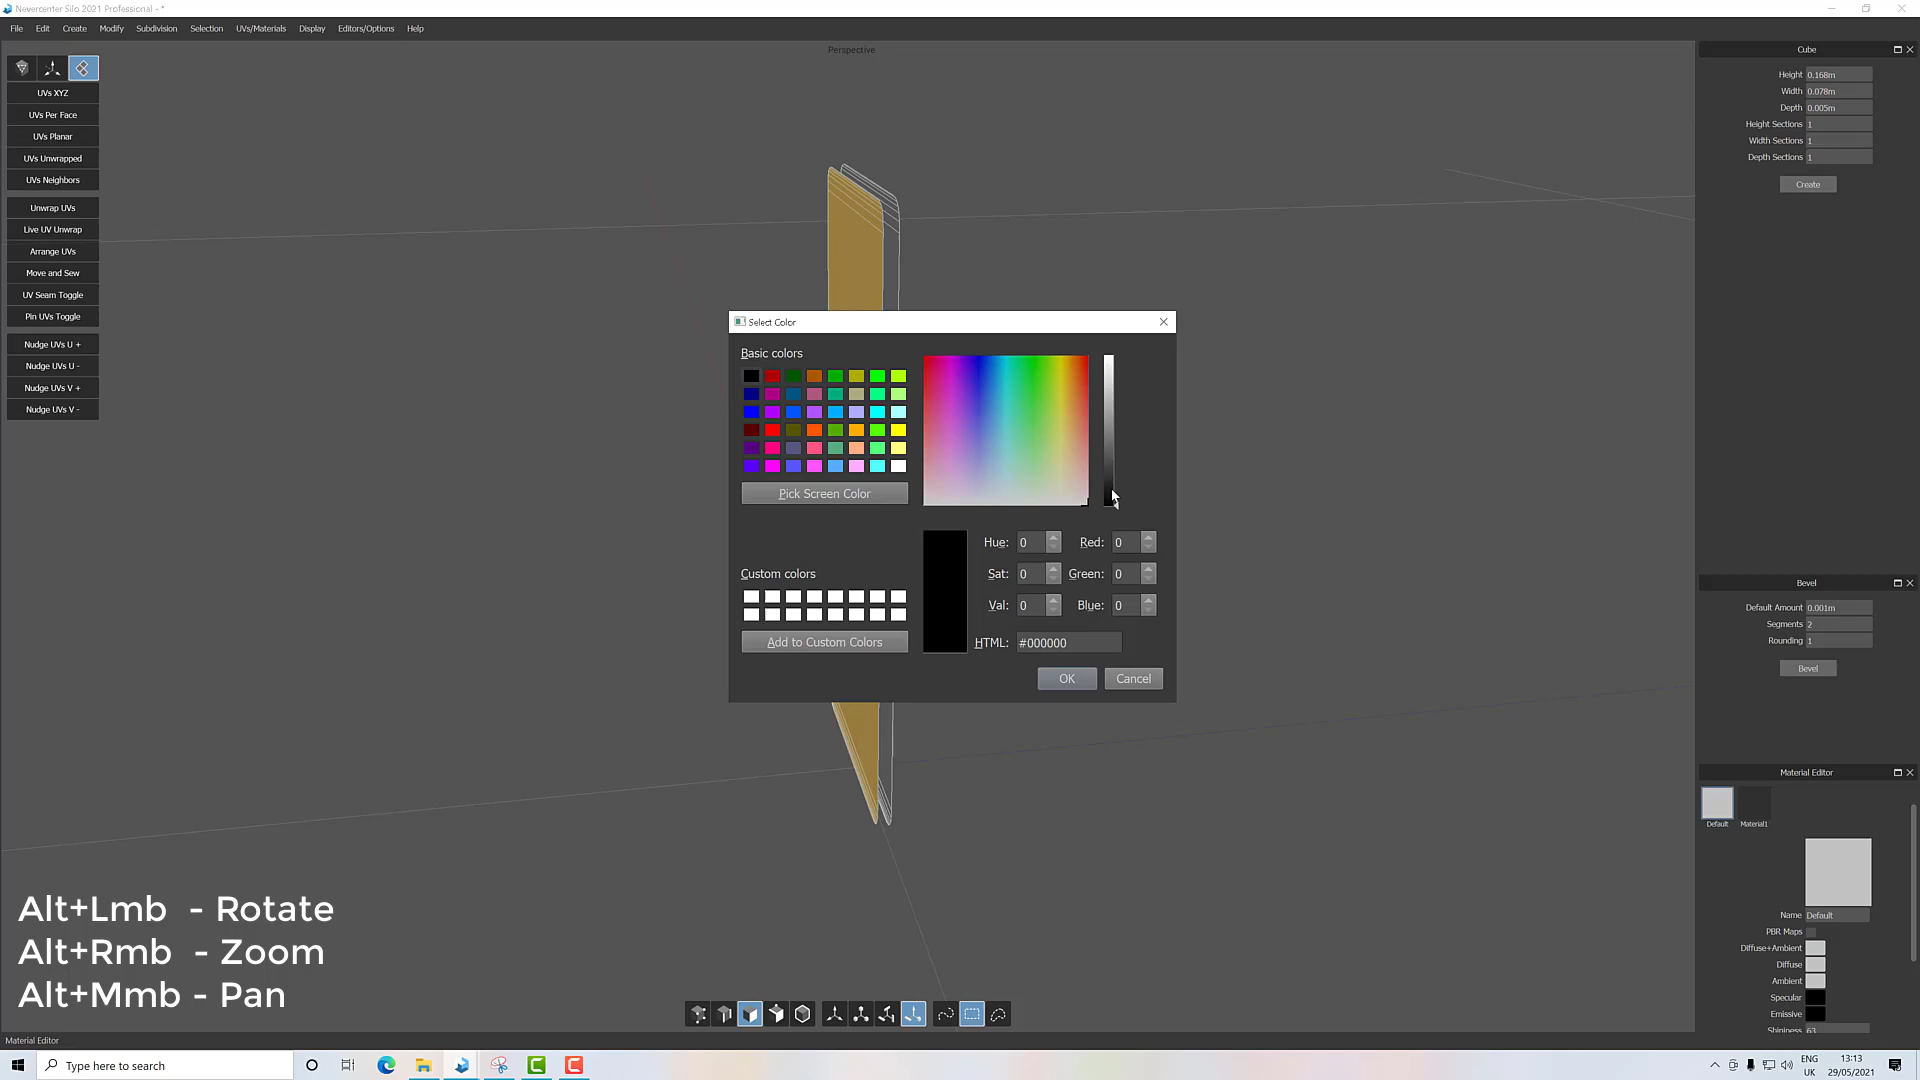 Nevercenter Silo 2021 Professional - *
File Edit Create Modify Subdivision Selection UVs/Materials Display Editors/Options Help
Perspective
UVs XYZ
UVs Per Face
UVs Planar
UVs Unwrapped
UVs Neighbors
Unwrap UVs
Live UV Unwrap
Arrange UVs
Move and Sew
UV Seam Toggle
Pin UVs Toggle
Nudge UVs U +
Nudge UVs U -
Nudge UVs V +
Nudge UVs V -
Select Color
Basic colors
Pick Screen Color
Custom colors
Add to Custom Colors
Hue: 0 Red: 0
Sat: 0 Green: 0
Val: 0 Blue: 0
HTML: #000000
OK Cancel
Cube
Height 0.168m
Width 0.078m
Depth 0.005m
Height Sections 1
Width Sections 1
Depth Sections 1
Create
Bevel
Default Amount 0.001m
Segments 2
Rounding 1
Bevel
Material Editor
Default Material1
Name Default
PBR Maps
Diffuse+Ambient
Diffuse
Ambient
Specular
Emissive
Shininess 63
Alt+Lmb - Rotate
Alt+Rmb - Zoom
Alt+Mmb - Pan
Material Editor
Type here to search
ENG
UK
13:13
29/05/2021